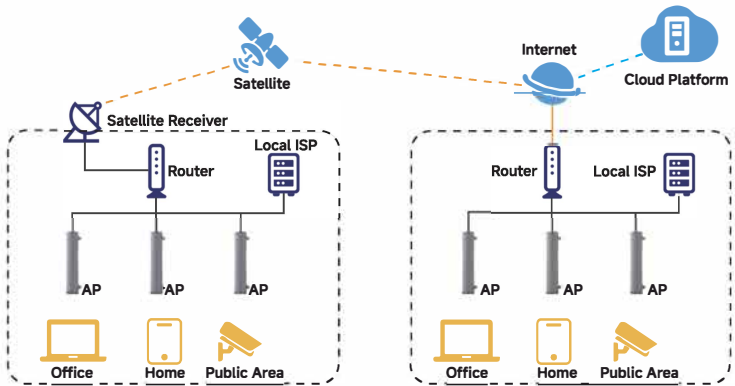 Internet
Satellite
Cloud Platform
Satellite Receiver
Local ISP
Router
Router
Local ISP
AP
AP
AP
AP
AP
AP
Office
Home
Public Area
Office
Home
Public Area